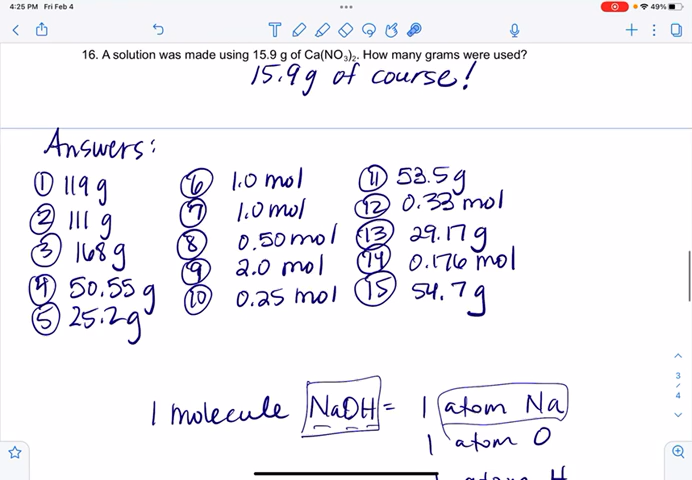 4:25 PM Fri Feb 4
49%
16. A solution was made using 15.9 g of Ca(NO3)2. How many grams were used?
15.9g of course!
Answers:
① 119 g
② 111 g
③ 168 g
④ 50.55 g
⑤ 25.2 g
⑥ 1.0 mol
⑦ 1.0 mol
⑧ 0.50 mol
⑨ 2.0 mol
⑩ 0.25 mol
⑪ 53.5 g
⑫ 0.33 mol
⑬ 29.17 g
⑭ 0.176 mol
⑮ 54.7 g
1 molecule NaOH = 1 atom Na
1 atom O
1 atom H
3
/
4